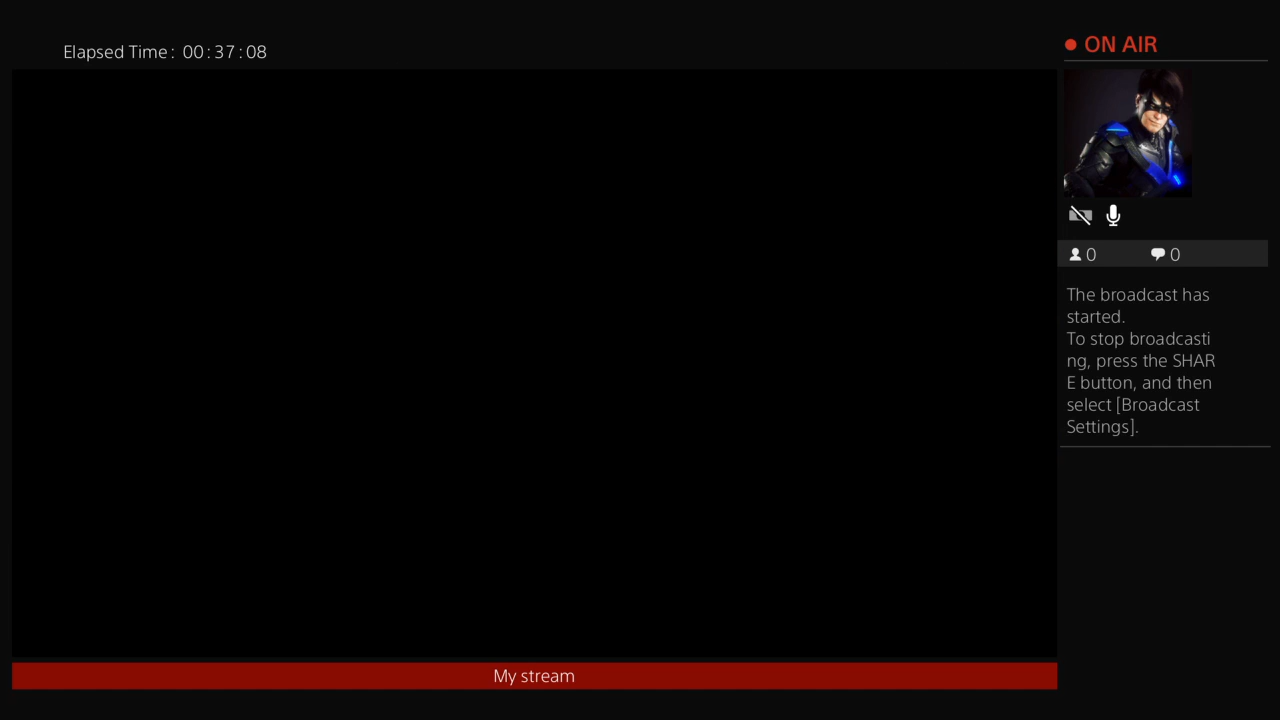 Elapsed Time: 00:37:08
ON AIR
0 0
The broadcast has
started.
To stop broadcasti
ng, press the SHAR
E button, and then
select [Broadcast
Settings].
My stream